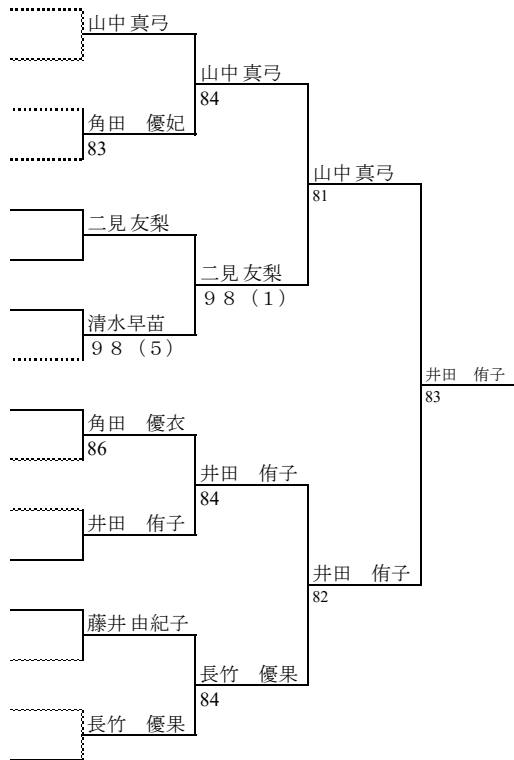 山中 真弓
山中 真弓
84
角田　優妃
83
山中 真弓
81
二見 友梨
二見 友梨
９８（１）
清水早苗
９８（５）
井田　侑子
83
角田　優衣
86
井田　侑子
84
井田　侑子
井田　侑子
82
藤井 由紀子
長竹　優果
84
長竹　優果